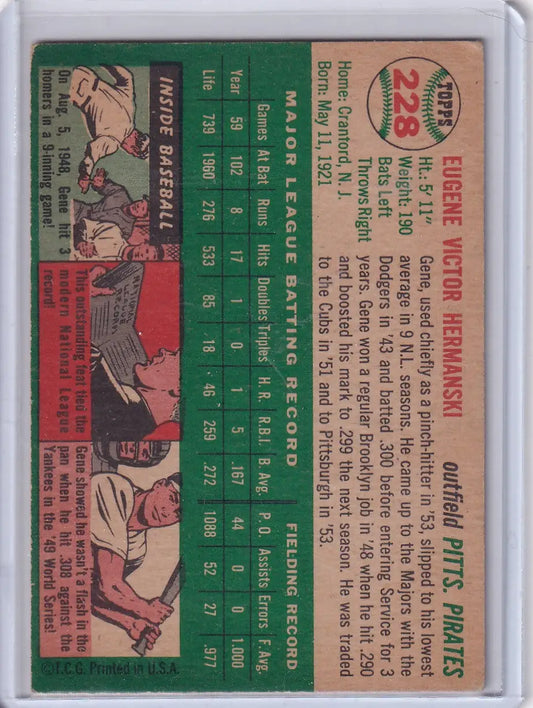 TOPPS
228
EUGENE VICTOR HERMANSKI
outfield PITTS. PIRATES
Ht.: 5' 11"
Weight: 190
Bats Left
Throws Right
Home: Cranford, N. J.
Born: May 11, 1921
Gene, used chiefly as a pinch-hitter in '53, slipped to his lowest
average in 9 N.L. seasons. He came up to the Majors with the
Dodgers in '43 and batted .300 before entering Service for 3
years. Gene won a regular Brooklyn job in '48 when he hit .290
and boosted his mark to .299 the next season. He was traded
to the Cubs in '51 and to Pittsburgh in '53.
MAJOR LEAGUE BATTING RECORD FIELDING RECORD
Games At Bat Runs Hits Doubles Triples H. R. R.B.I. B. Avg. P. O. Assists Errors F. Avg.
Year 59 102 8 17 1 0 1 5 .167 44 0 0 1.000
Life 739 1960 276 533 85 18 46 259 .272 1088 52 27 .977
INSIDE BASEBALL
On Aug. 5, 1948, Gene hit 3
homers in a 9-inning game!
This outstanding feat tied the
modern National League
record!
Gene showed he wasn't a flash in the
pan when he hit .308 against the
Yankees in the '49 World Series!
©T.C.G. Printed in U.S.A.